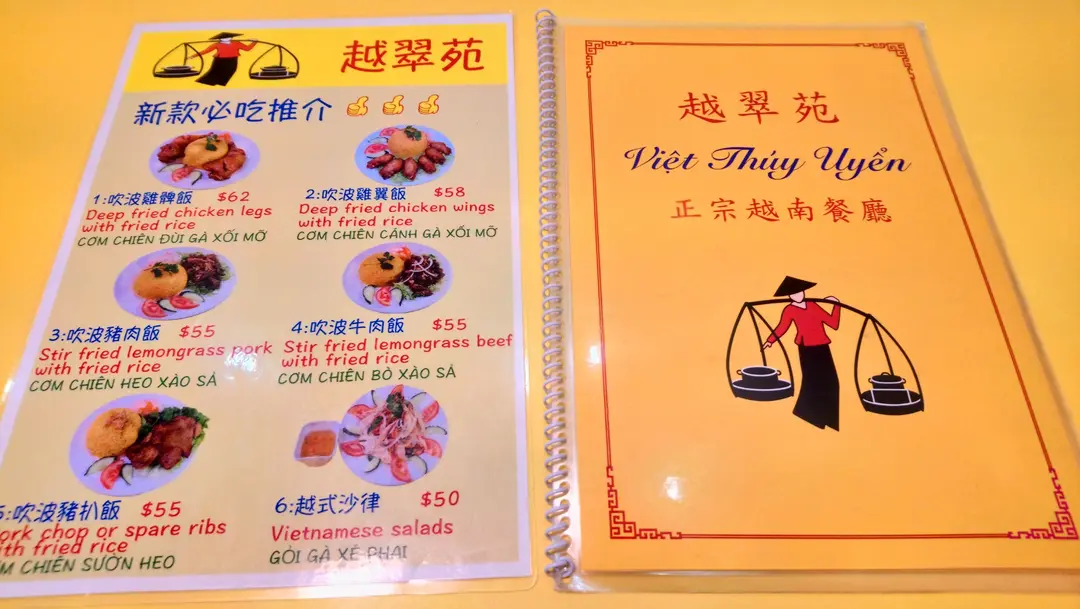 越翠苑
新款必吃推介
1:吹波雞髀飯 $62
Deep fried chicken legs
with fried rice
CƠM CHIÊN ĐÙI GÀ XỐI MỠ
2:吹波雞翼飯 $58
Deep fried chicken wings
with fried rice
CƠM CHIÊN CÁNH GÀ XỐI MỠ
3:吹波豬肉飯 $55
Stir fried lemongrass pork
with fried rice
CƠM CHIÊN HEO XÀO SẢ
4:吹波牛肉飯 $55
Stir fried lemongrass beef
with fried rice
CƠM CHIÊN BÒ XÀO SẢ
5:吹波豬扒飯 $55
ork chop or spare ribs
ith fried rice
M CHIÊN SƯỜN HEO
6:越式沙律 $50
Vietnamese salads
GỎI GÀ XÉ PHAI
越翠苑
Việt Thúy Uyển
正宗越南餐廳